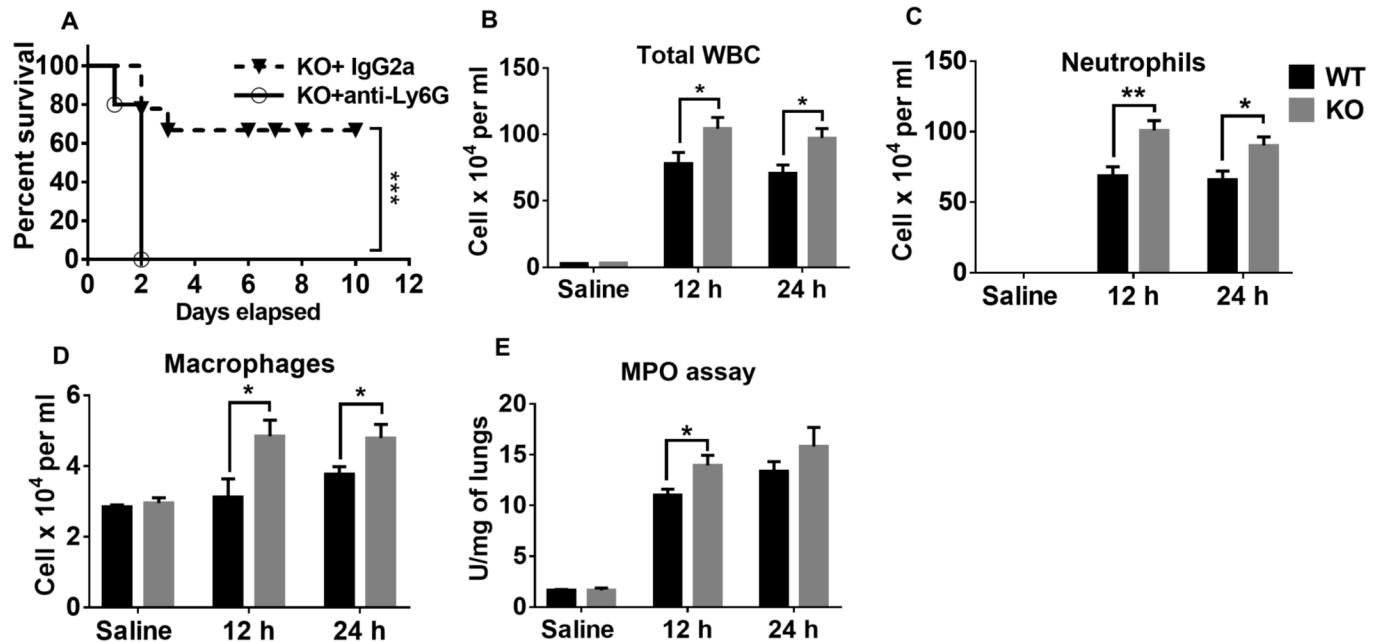 A
Percent survival
100
80
60
40
20
0
0 2 4 6 8 10 12
Days elapsed
KO+ IgG2a
KO+anti-Ly6G
***
B
Total WBC
Cell x 10⁴ per ml
150
100
50
0
* *
Saline 12 h 24 h
C
Neutrophils
Cell x 10⁴ per ml
150
100
50
0
** *
Saline 12 h 24 h
WT
KO
D
Macrophages
Cell x 10⁴ per ml
6
4
2
0
* *
Saline 12 h 24 h
E
MPO assay
U/mg of lungs
20
15
10
5
0
*
Saline 12 h 24 h